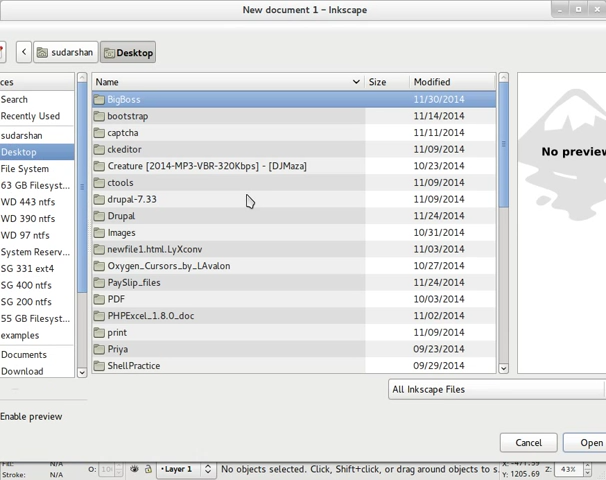 New document 1 - Inkscape
sudarshan
Desktop
ces
Search
Recently Used
sudarshan
Desktop
File System
63 GB Filesyst...
WD 443 ntfs
WD 390 ntfs
WD 97 ntfs
System Reserv...
SG 331 ext4
SG 400 ntfs
SG 200 ntfs
55 GB Filesyst...
examples
Documents
Download
Name Size Modified
BigBoss 11/30/2014
bootstrap 11/14/2014
captcha 11/11/2014
ckeditor 11/09/2014
Creature [2014-MP3-VBR-320Kbps] - [DJMaza] 10/23/2014
ctools 11/09/2014
drupal-7.33 11/09/2014
Drupal 11/24/2014
Images 10/31/2014
newfile1.html.LyXconv 11/03/2014
Oxygen_Cursors_by_LAvalon 10/27/2014
PaySlip_files 11/24/2014
PDF 10/03/2014
PHPExcel_1.8.0_doc 11/02/2014
print 11/09/2014
Priya 09/23/2014
ShellPractice 09/29/2014
No preview
All Inkscape Files
Enable preview
Cancel
Open
Fill: N/A
Stroke: N/A
O:
•Layer 1
No objects selected. Click, Shift+click, or drag around objects to s...
Y: 1205.69
Z: 43%